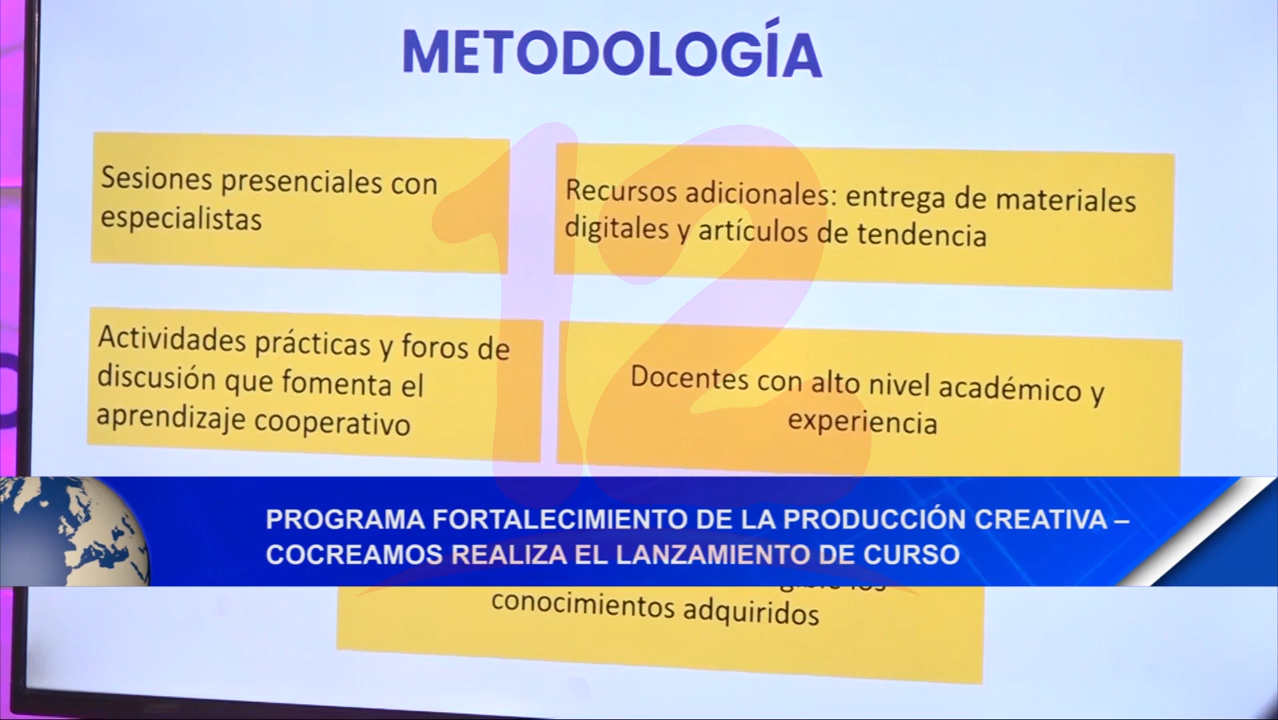 METODOLOGÍA
Sesiones presenciales con
especialistas
Recursos adicionales: entrega de materiales
digitales y artículos de tendencia
Actividades prácticas y foros de
discusión que fomenta el
aprendizaje cooperativo
Docentes con alto nivel académico y
experiencia
12
PROGRAMA FORTALECIMIENTO DE LA PRODUCCIÓN CREATIVA –
COCREAMOS REALIZA EL LANZAMIENTO DE CURSO
conocimientos adquiridos